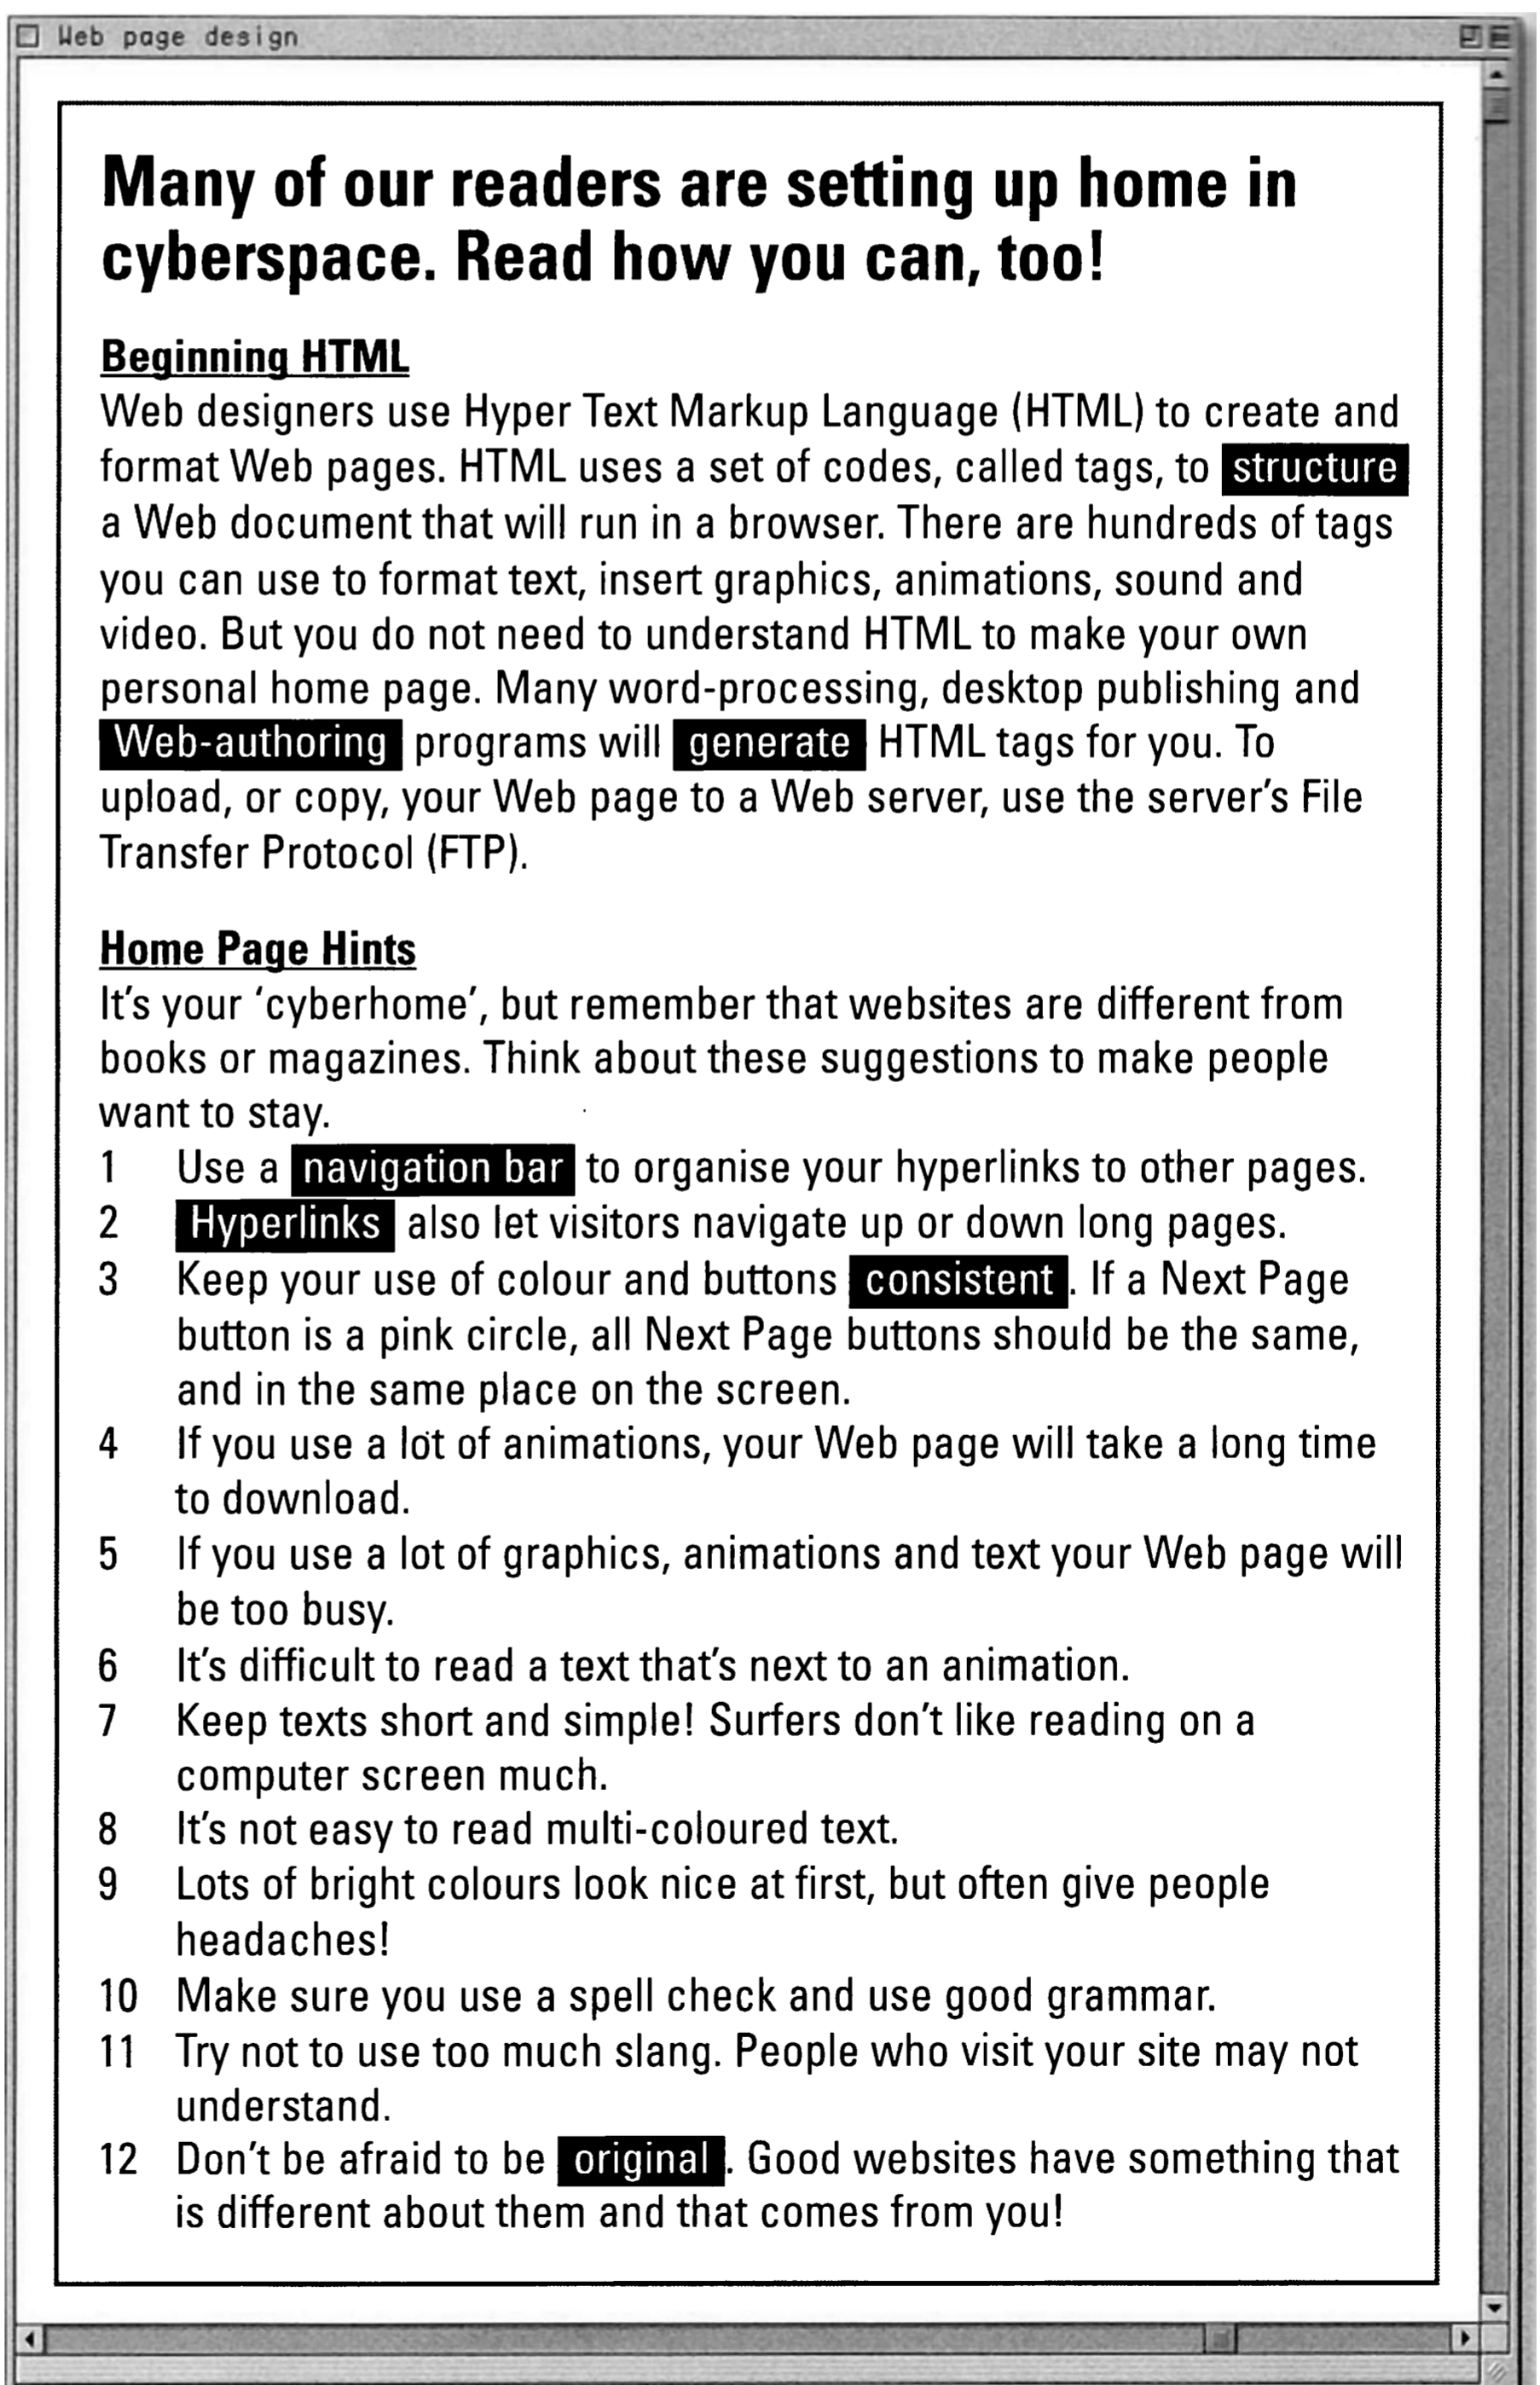 Web page design
Many of our readers are setting up home in
cyberspace. Read how you can, too!
Beginning HTML
Web designers use Hyper Text Markup Language (HTML) to create and
format Web pages. HTML uses a set of codes, called tags, to structure
a Web document that will run in a browser. There are hundreds of tags
you can use to format text, insert graphics, animations, sound and
video. But you do not need to understand HTML to make your own
personal home page. Many word-processing, desktop publishing and
Web-authoring programs will generate HTML tags for you. To
upload, or copy, your Web page to a Web server, use the server's File
Transfer Protocol (FTP).
Home Page Hints
It's your 'cyberhome', but remember that websites are different from
books or magazines. Think about these suggestions to make people
want to stay.
1 Use a navigation bar to organise your hyperlinks to other pages.
2 Hyperlinks also let visitors navigate up or down long pages.
3 Keep your use of colour and buttons consistent. If a Next Page
button is a pink circle, all Next Page buttons should be the same,
and in the same place on the screen.
4 If you use a lot of animations, your Web page will take a long time
to download.
5 If you use a lot of graphics, animations and text your Web page will
be too busy.
6 It's difficult to read a text that's next to an animation.
7 Keep texts short and simple! Surfers don't like reading on a
computer screen much.
8 It's not easy to read multi-coloured text.
9 Lots of bright colours look nice at first, but often give people
headaches!
10 Make sure you use a spell check and use good grammar.
11 Try not to use too much slang. People who visit your site may not
understand.
12 Don't be afraid to be original. Good websites have something that
is different about them and that comes from you!